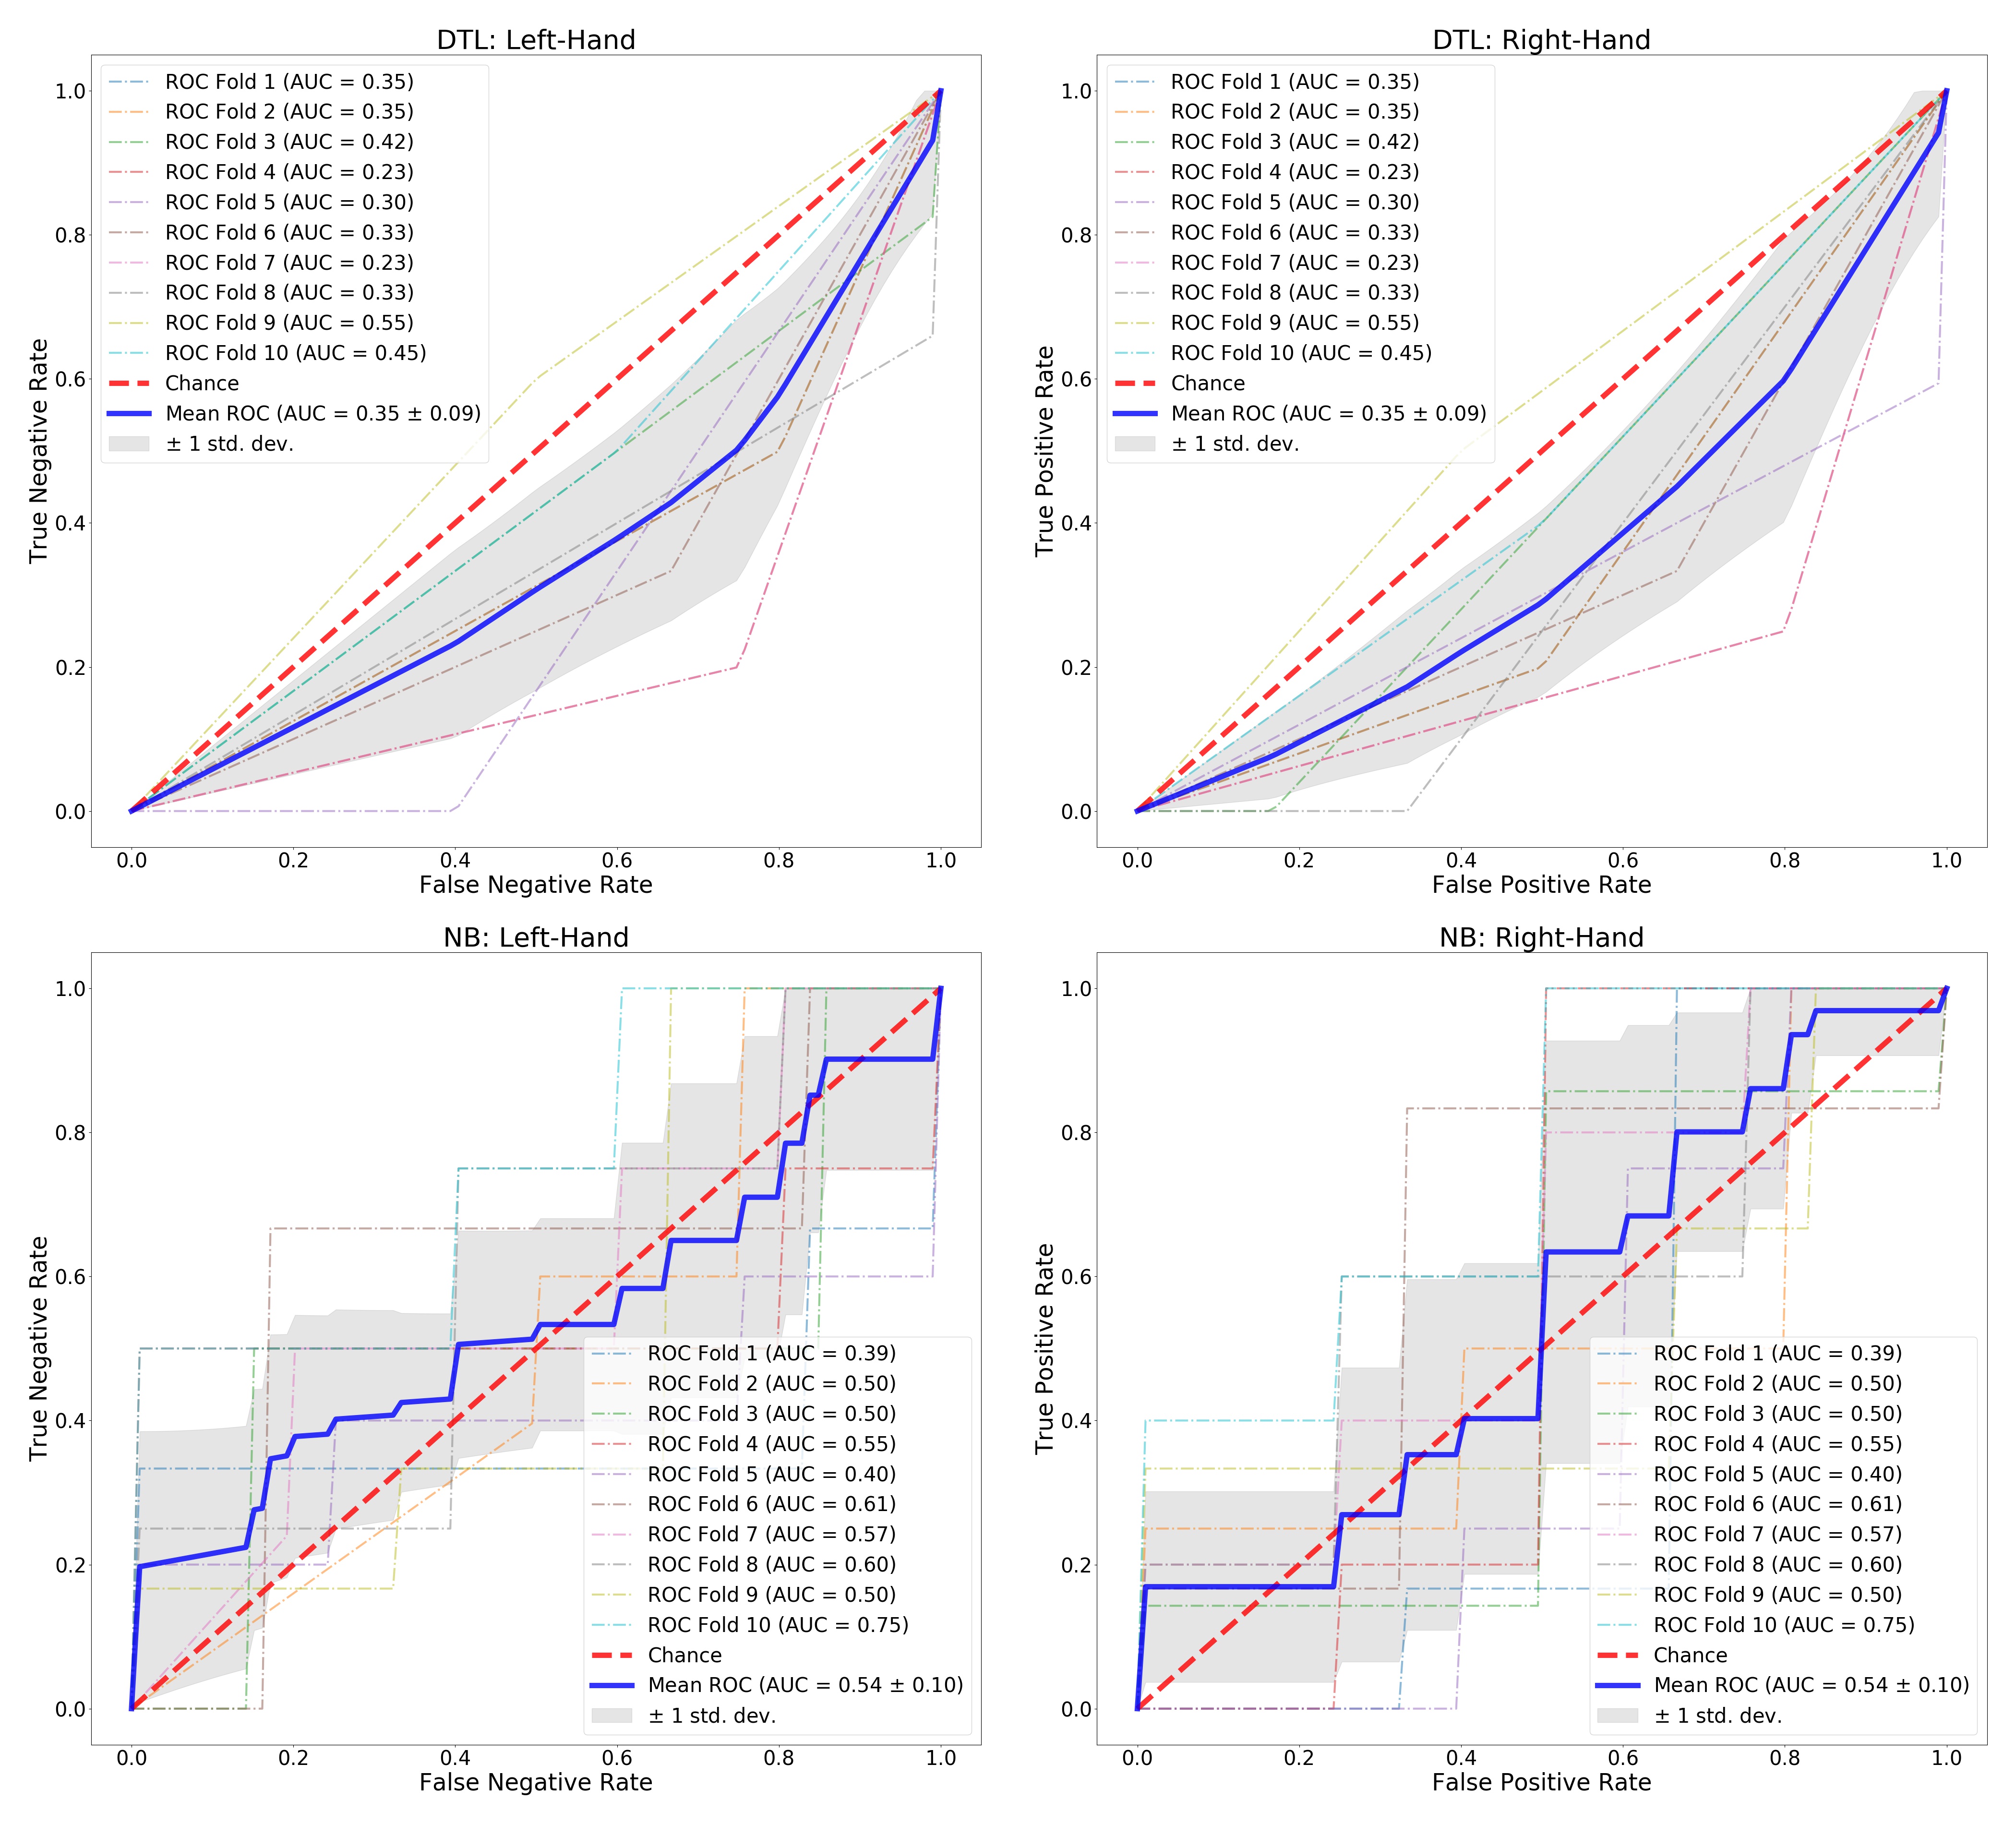 DTL: Left-Hand
ROC Fold 1 (AUC = 0.35)
ROC Fold 2 (AUC = 0.35)
ROC Fold 3 (AUC = 0.42)
ROC Fold 4 (AUC = 0.23)
ROC Fold 5 (AUC = 0.30)
ROC Fold 6 (AUC = 0.33)
ROC Fold 7 (AUC = 0.23)
ROC Fold 8 (AUC = 0.33)
ROC Fold 9 (AUC = 0.55)
ROC Fold 10 (AUC = 0.45)
Chance
Mean ROC (AUC = 0.35 ± 0.09)
± 1 std. dev.
True Negative Rate
1.0
0.8
0.6
0.4
0.2
0.0
0.0 0.2 0.4 0.6 0.8 1.0
False Negative Rate
DTL: Right-Hand
ROC Fold 1 (AUC = 0.35)
ROC Fold 2 (AUC = 0.35)
ROC Fold 3 (AUC = 0.42)
ROC Fold 4 (AUC = 0.23)
ROC Fold 5 (AUC = 0.30)
ROC Fold 6 (AUC = 0.33)
ROC Fold 7 (AUC = 0.23)
ROC Fold 8 (AUC = 0.33)
ROC Fold 9 (AUC = 0.55)
ROC Fold 10 (AUC = 0.45)
Chance
Mean ROC (AUC = 0.35 ± 0.09)
± 1 std. dev.
True Positive Rate
1.0
0.8
0.6
0.4
0.2
0.0
0.0 0.2 0.4 0.6 0.8 1.0
False Positive Rate
NB: Left-Hand
True Negative Rate
1.0
0.8
0.6
0.4
0.2
0.0
ROC Fold 1 (AUC = 0.39)
ROC Fold 2 (AUC = 0.50)
ROC Fold 3 (AUC = 0.50)
ROC Fold 4 (AUC = 0.55)
ROC Fold 5 (AUC = 0.40)
ROC Fold 6 (AUC = 0.61)
ROC Fold 7 (AUC = 0.57)
ROC Fold 8 (AUC = 0.60)
ROC Fold 9 (AUC = 0.50)
ROC Fold 10 (AUC = 0.75)
Chance
Mean ROC (AUC = 0.54 ± 0.10)
± 1 std. dev.
0.0 0.2 0.4 0.6 0.8 1.0
False Negative Rate
NB: Right-Hand
True Positive Rate
1.0
0.8
0.6
0.4
0.2
0.0
ROC Fold 1 (AUC = 0.39)
ROC Fold 2 (AUC = 0.50)
ROC Fold 3 (AUC = 0.50)
ROC Fold 4 (AUC = 0.55)
ROC Fold 5 (AUC = 0.40)
ROC Fold 6 (AUC = 0.61)
ROC Fold 7 (AUC = 0.57)
ROC Fold 8 (AUC = 0.60)
ROC Fold 9 (AUC = 0.50)
ROC Fold 10 (AUC = 0.75)
Chance
Mean ROC (AUC = 0.54 ± 0.10)
± 1 std. dev.
0.0 0.2 0.4 0.6 0.8 1.0
False Positive Rate